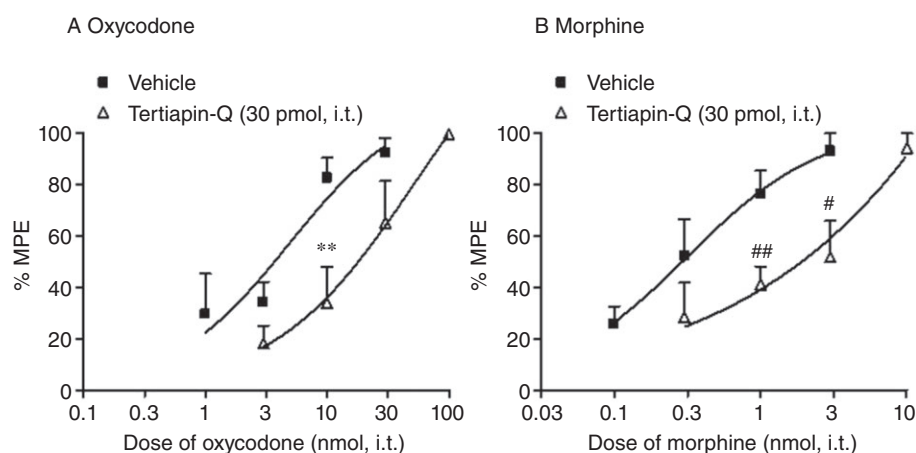 A Oxycodone
■ Vehicle
△ Tertiapin-Q (30 pmol, i.t.)
% MPE
100
80
60
40
20
0
**
0.1 0.3 1 3 10 30 100
Dose of oxycodone (nmol, i.t.)
B Morphine
■ Vehicle
△ Tertiapin-Q (30 pmol, i.t.)
% MPE
100
80
60
40
20
0
##
#
0.03 0.1 0.3 1 3 10
Dose of morphine (nmol, i.t.)